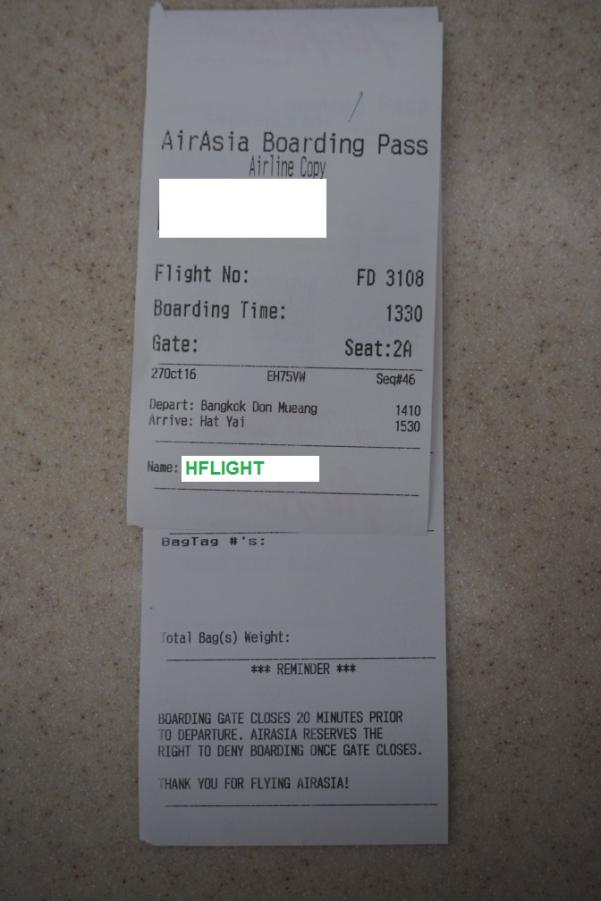 AirAsia Boarding Pass
Airline Copy
Flight No: FD 3108
Boarding Time: 1330
Gate: Seat:2A
27Oct16 EH75VW Seq#46
Depart: Bangkok Don Mueang 1410
Arrive: Hat Yai 1530
Name: HFLIGHT
BagTag #'s:
Total Bag(s) Weight:
*** REMINDER ***
BOARDING GATE CLOSES 20 MINUTES PRIOR
TO DEPARTURE. AIRASIA RESERVES THE
RIGHT TO DENY BOARDING ONCE GATE CLOSES.
THANK YOU FOR FLYING AIRASIA!